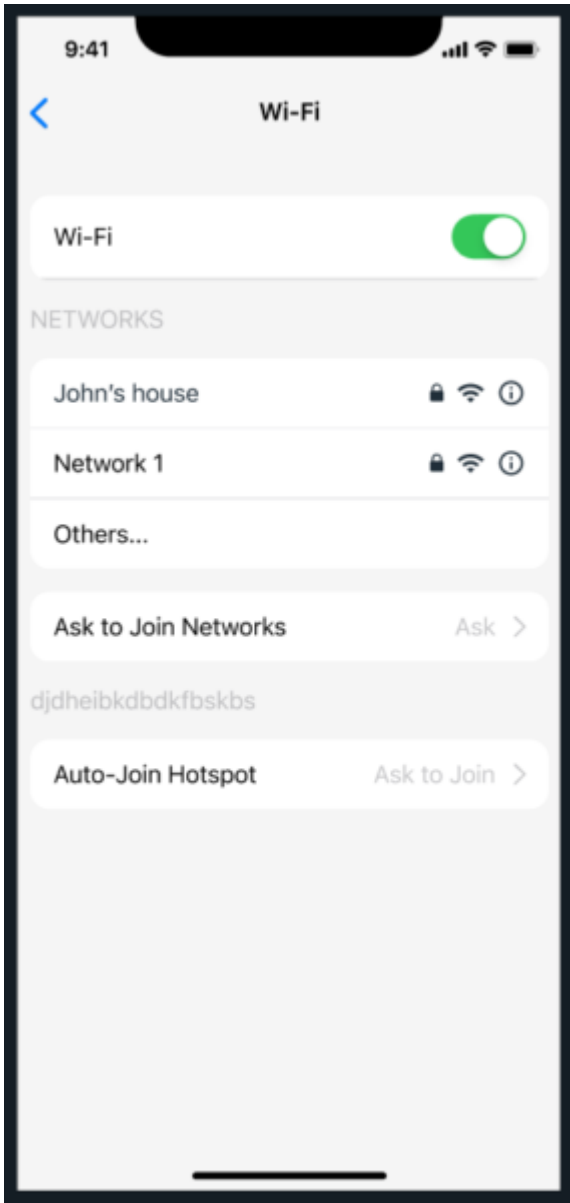 9:41
Wi-Fi
Wi-Fi
NETWORKS
John's house
Network 1
Others...
Ask to Join Networks Ask
djdheibkdbdkfbskbs
Auto-Join Hotspot Ask to Join